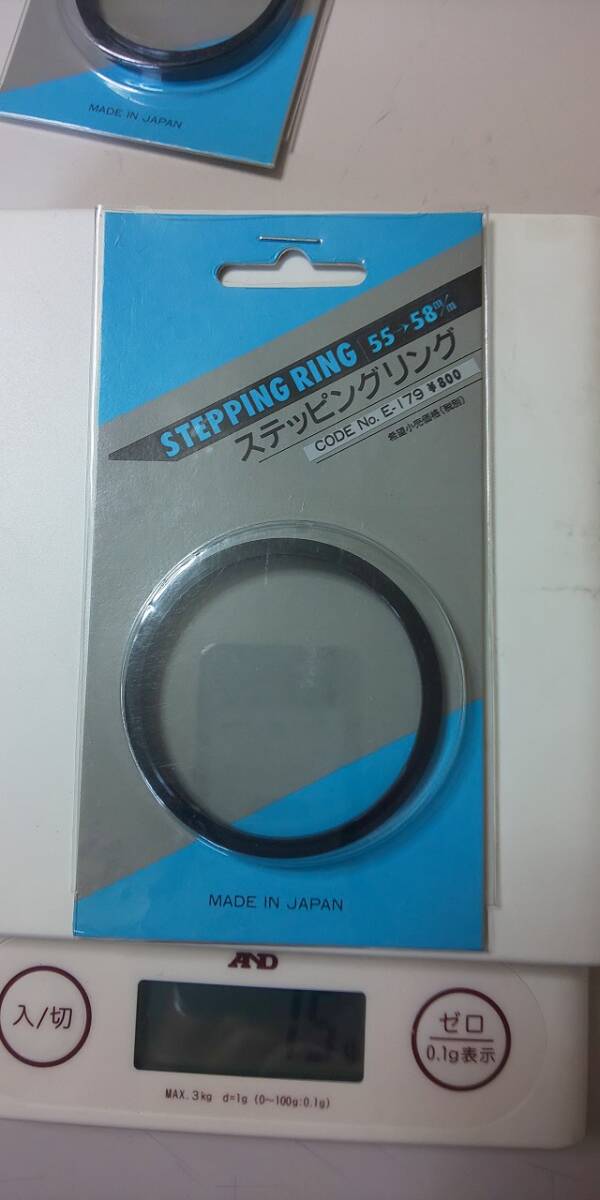 MADE IN JAPAN
STEPPING RING 55→58m/m
ステッピングリング
CODE No. E-179 ¥800
希望小売価格(税別)
MADE IN JAPAN
AND
入/切
15 g
ゼロ
0.1g表示
MAX. 3kg d=1g (0~100g:0.1g)